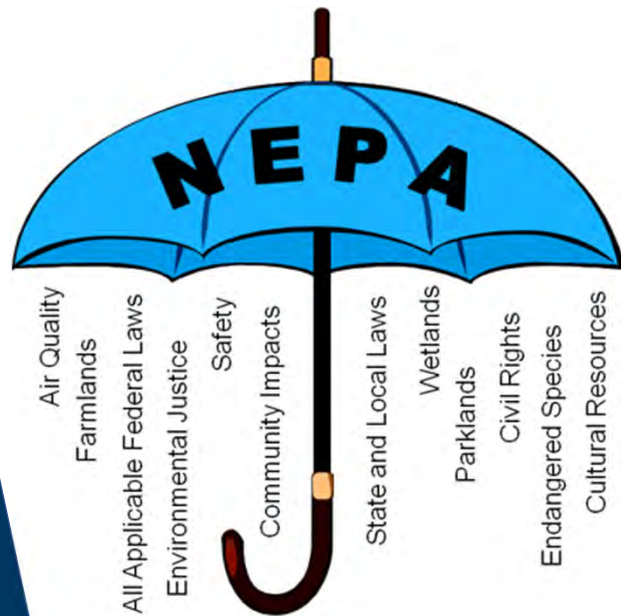 NEPA
Air Quality
Farmlands
All Applicable Federal Laws
Environmental Justice
Safety
Community Impacts
State and Local Laws
Wetlands
Parklands
Civil Rights
Endangered Species
Cultural Resources